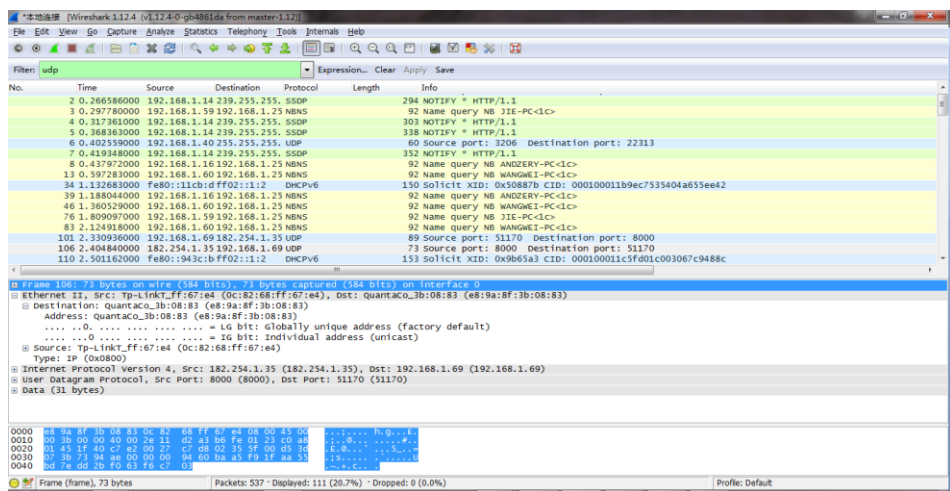 *本地连接 [Wireshark 1.12.4 (v1.12.4-0-gb4861da from master-1.12)]
File Edit View Go Capture Analyze Statistics Telephony Tools Internals Help
Filter: udp Expression... Clear Apply Save
No. Time Source Destination Protocol Length Info
2 0.266586000 192.168.1.14 239.255.255. SSDP 294 NOTIFY * HTTP/1.1
3 0.297780000 192.168.1.59 192.168.1.25 NBNS 92 Name query NB JIE-PC<1c>
4 0.317361000 192.168.1.14 239.255.255. SSDP 303 NOTIFY * HTTP/1.1
5 0.368363000 192.168.1.14 239.255.255. SSDP 338 NOTIFY * HTTP/1.1
6 0.402559000 192.168.1.40 255.255.255. UDP 60 Source port: 3206 Destination port: 22313
7 0.419348000 192.168.1.14 239.255.255. SSDP 352 NOTIFY * HTTP/1.1
8 0.437972000 192.168.1.16 192.168.1.25 NBNS 92 Name query NB ANDZERY-PC<1c>
13 0.597283000 192.168.1.60 192.168.1.25 NBNS 92 Name query NB WANGWEI-PC<1c>
34 1.132683000 fe80::11cb:d ff02::1:2 DHCPv6 150 Solicit XID: 0x50887b CID: 000100011b9ec7535404a655ee42
39 1.188044000 192.168.1.16 192.168.1.25 NBNS 92 Name query NB ANDZERY-PC<1c>
46 1.360529000 192.168.1.60 192.168.1.25 NBNS 92 Name query NB WANGWEI-PC<1c>
76 1.809097000 192.168.1.59 192.168.1.25 NBNS 92 Name query NB JIE-PC<1c>
83 2.124918000 192.168.1.60 192.168.1.25 NBNS 92 Name query NB WANGWEI-PC<1c>
101 2.330936000 192.168.1.69 182.254.1.35 UDP 89 Source port: 51170 Destination port: 8000
106 2.404840000 182.254.1.35 192.168.1.69 UDP 73 Source port: 8000 Destination port: 51170
110 2.501162000 fe80::943c:b ff02::1:2 DHCPv6 153 Solicit XID: 0x9b65a3 CID: 000100011c5fd01c003067c9488c
Frame 106: 73 bytes on wire (584 bits), 73 bytes captured (584 bits) on interface 0
Ethernet II, Src: Tp-LinkT_ff:67:e4 (0c:82:68:ff:67:e4), Dst: QuantaCo_3b:08:83 (e8:9a:8f:3b:08:83)
Destination: QuantaCo_3b:08:83 (e8:9a:8f:3b:08:83)
Address: QuantaCo_3b:08:83 (e8:9a:8f:3b:08:83)
.... ..0. .... .... .... .... = LG bit: Globally unique address (factory default)
.... ...0 .... .... .... .... = IG bit: Individual address (unicast)
Source: Tp-LinkT_ff:67:e4 (0c:82:68:ff:67:e4)
Type: IP (0x0800)
Internet Protocol Version 4, Src: 182.254.1.35 (182.254.1.35), Dst: 192.168.1.69 (192.168.1.69)
User Datagram Protocol, Src Port: 8000 (8000), Dst Port: 51170 (51170)
Data (31 bytes)
0000 e8 9a 8f 3b 08 83 0c 82 68 ff 67 e4 08 00 45 00
0010 00 3b 00 00 40 00 2e 11 d2 a3 b6 fe 01 23 c0 a8
0020 01 45 1f 40 c7 e2 00 27 c7 d8 02 35 5f 00 d5 3d
0030 07 3b 73 94 ae 00 00 00 94 60 ba a5 f9 1f aa 55
0040 bd 7e dd 2b f0 63 f6 c7 03
Frame (frame), 73 bytes Packets: 537 · Displayed: 111 (20.7%) · Dropped: 0 (0.0%) Profile: Default